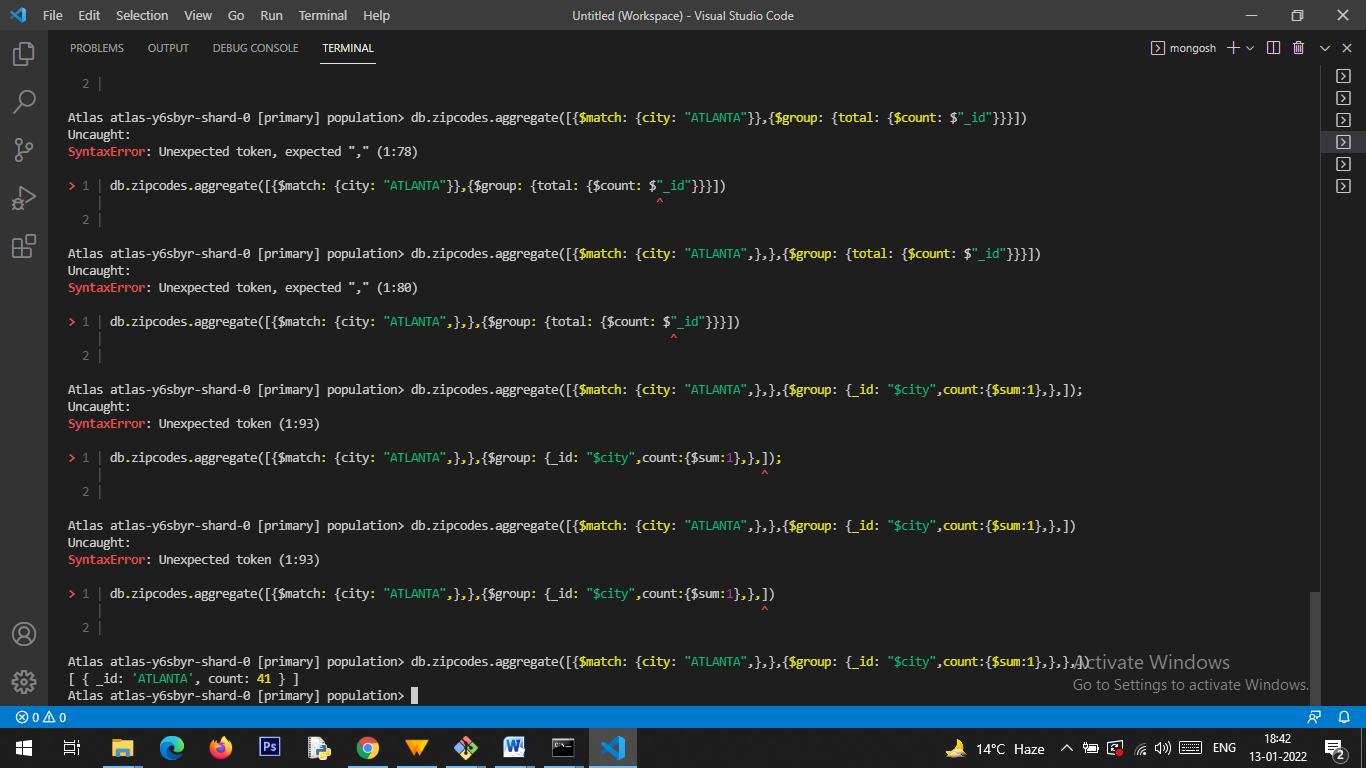 File Edit Selection View Go Run Terminal Help Untitled (Workspace) - Visual Studio Code
PROBLEMS OUTPUT DEBUG CONSOLE TERMINAL mongosh
2 |
Atlas atlas-y6sbyr-shard-0 [primary] population> db.zipcodes.aggregate([{$match: {city: "ATLANTA"}},{$group: {total: {$count: $"_id"}}}])
Uncaught:
SyntaxError: Unexpected token, expected "," (1:78)
> 1 | db.zipcodes.aggregate([{$match: {city: "ATLANTA"}},{$group: {total: {$count: $"_id"}}}])
| ^
2 |
Atlas atlas-y6sbyr-shard-0 [primary] population> db.zipcodes.aggregate([{$match: {city: "ATLANTA",},},{$group: {total: {$count: $"_id"}}}])
Uncaught:
SyntaxError: Unexpected token, expected "," (1:80)
> 1 | db.zipcodes.aggregate([{$match: {city: "ATLANTA",},},{$group: {total: {$count: $"_id"}}}])
| ^
2 |
Atlas atlas-y6sbyr-shard-0 [primary] population> db.zipcodes.aggregate([{$match: {city: "ATLANTA",},},{$group: {_id: "$city",count:{$sum:1},},]);
Uncaught:
SyntaxError: Unexpected token (1:93)
> 1 | db.zipcodes.aggregate([{$match: {city: "ATLANTA",},},{$group: {_id: "$city",count:{$sum:1},},]);
| ^
2 |
Atlas atlas-y6sbyr-shard-0 [primary] population> db.zipcodes.aggregate([{$match: {city: "ATLANTA",},},{$group: {_id: "$city",count:{$sum:1},},])
Uncaught:
SyntaxError: Unexpected token (1:93)
> 1 | db.zipcodes.aggregate([{$match: {city: "ATLANTA",},},{$group: {_id: "$city",count:{$sum:1},},])
| ^
2 |
Atlas atlas-y6sbyr-shard-0 [primary] population> db.zipcodes.aggregate([{$match: {city: "ATLANTA",},},{$group: {_id: "$city",count:{$sum:1},},},])
[ { _id: 'ATLANTA', count: 41 } ]
Atlas atlas-y6sbyr-shard-0 [primary] population>
Activate Windows
Go to Settings to activate Windows.
0 0
Ps W 14°C Haze ENG 18:42
13-01-2022 2